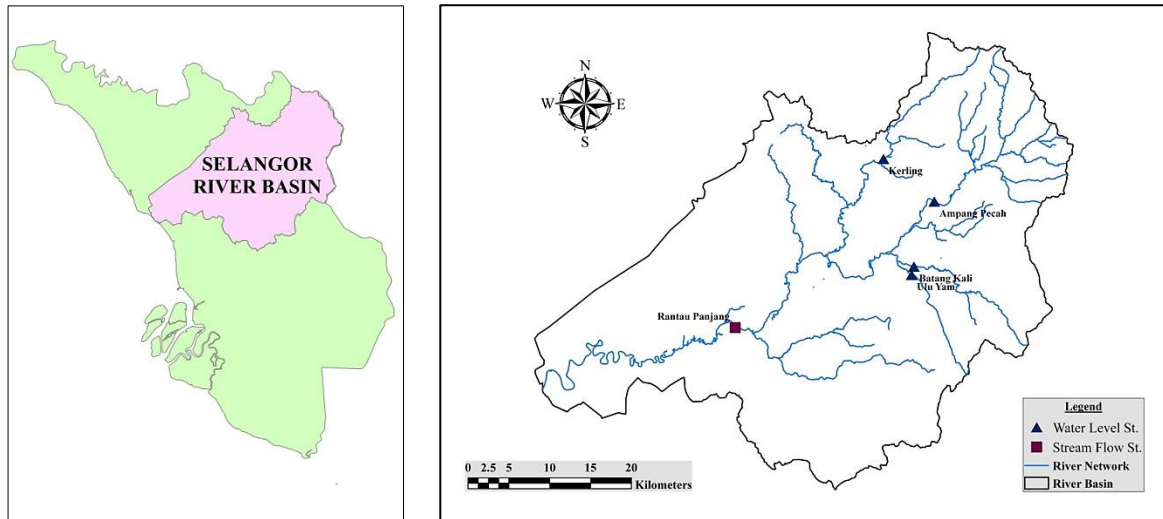 SELANGOR
RIVER BASIN
N
W E
S
Kerling
Ampang Pecah
Batang Kali
Ulu Yam
Rantau Panjang
0 2.5 5 10 15 20
Kilometers
Legend
Water Level St.
Stream Flow St.
River Network
River Basin